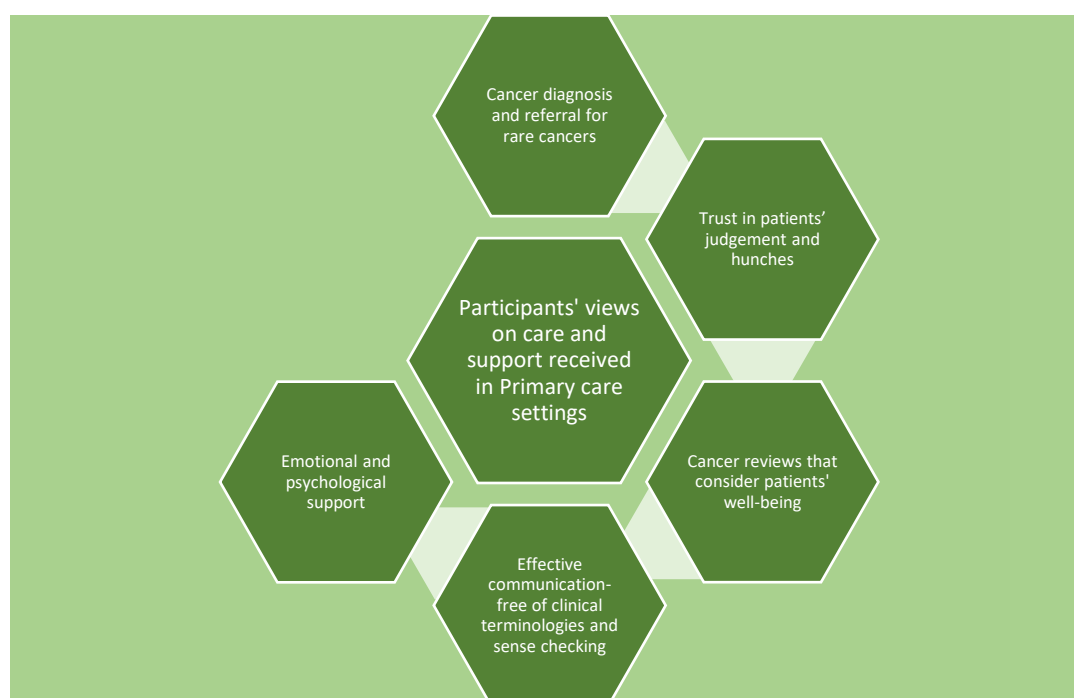 Cancer diagnosis
and referral for
rare cancers
Trust in patients’
judgement and
hunches
Participants' views
on care and
support received
in Primary care
settings
Cancer reviews that
consider patients'
well-being
Emotional and
psychological
support
Effective
communication-
free of clinical
terminologies and
sense checking